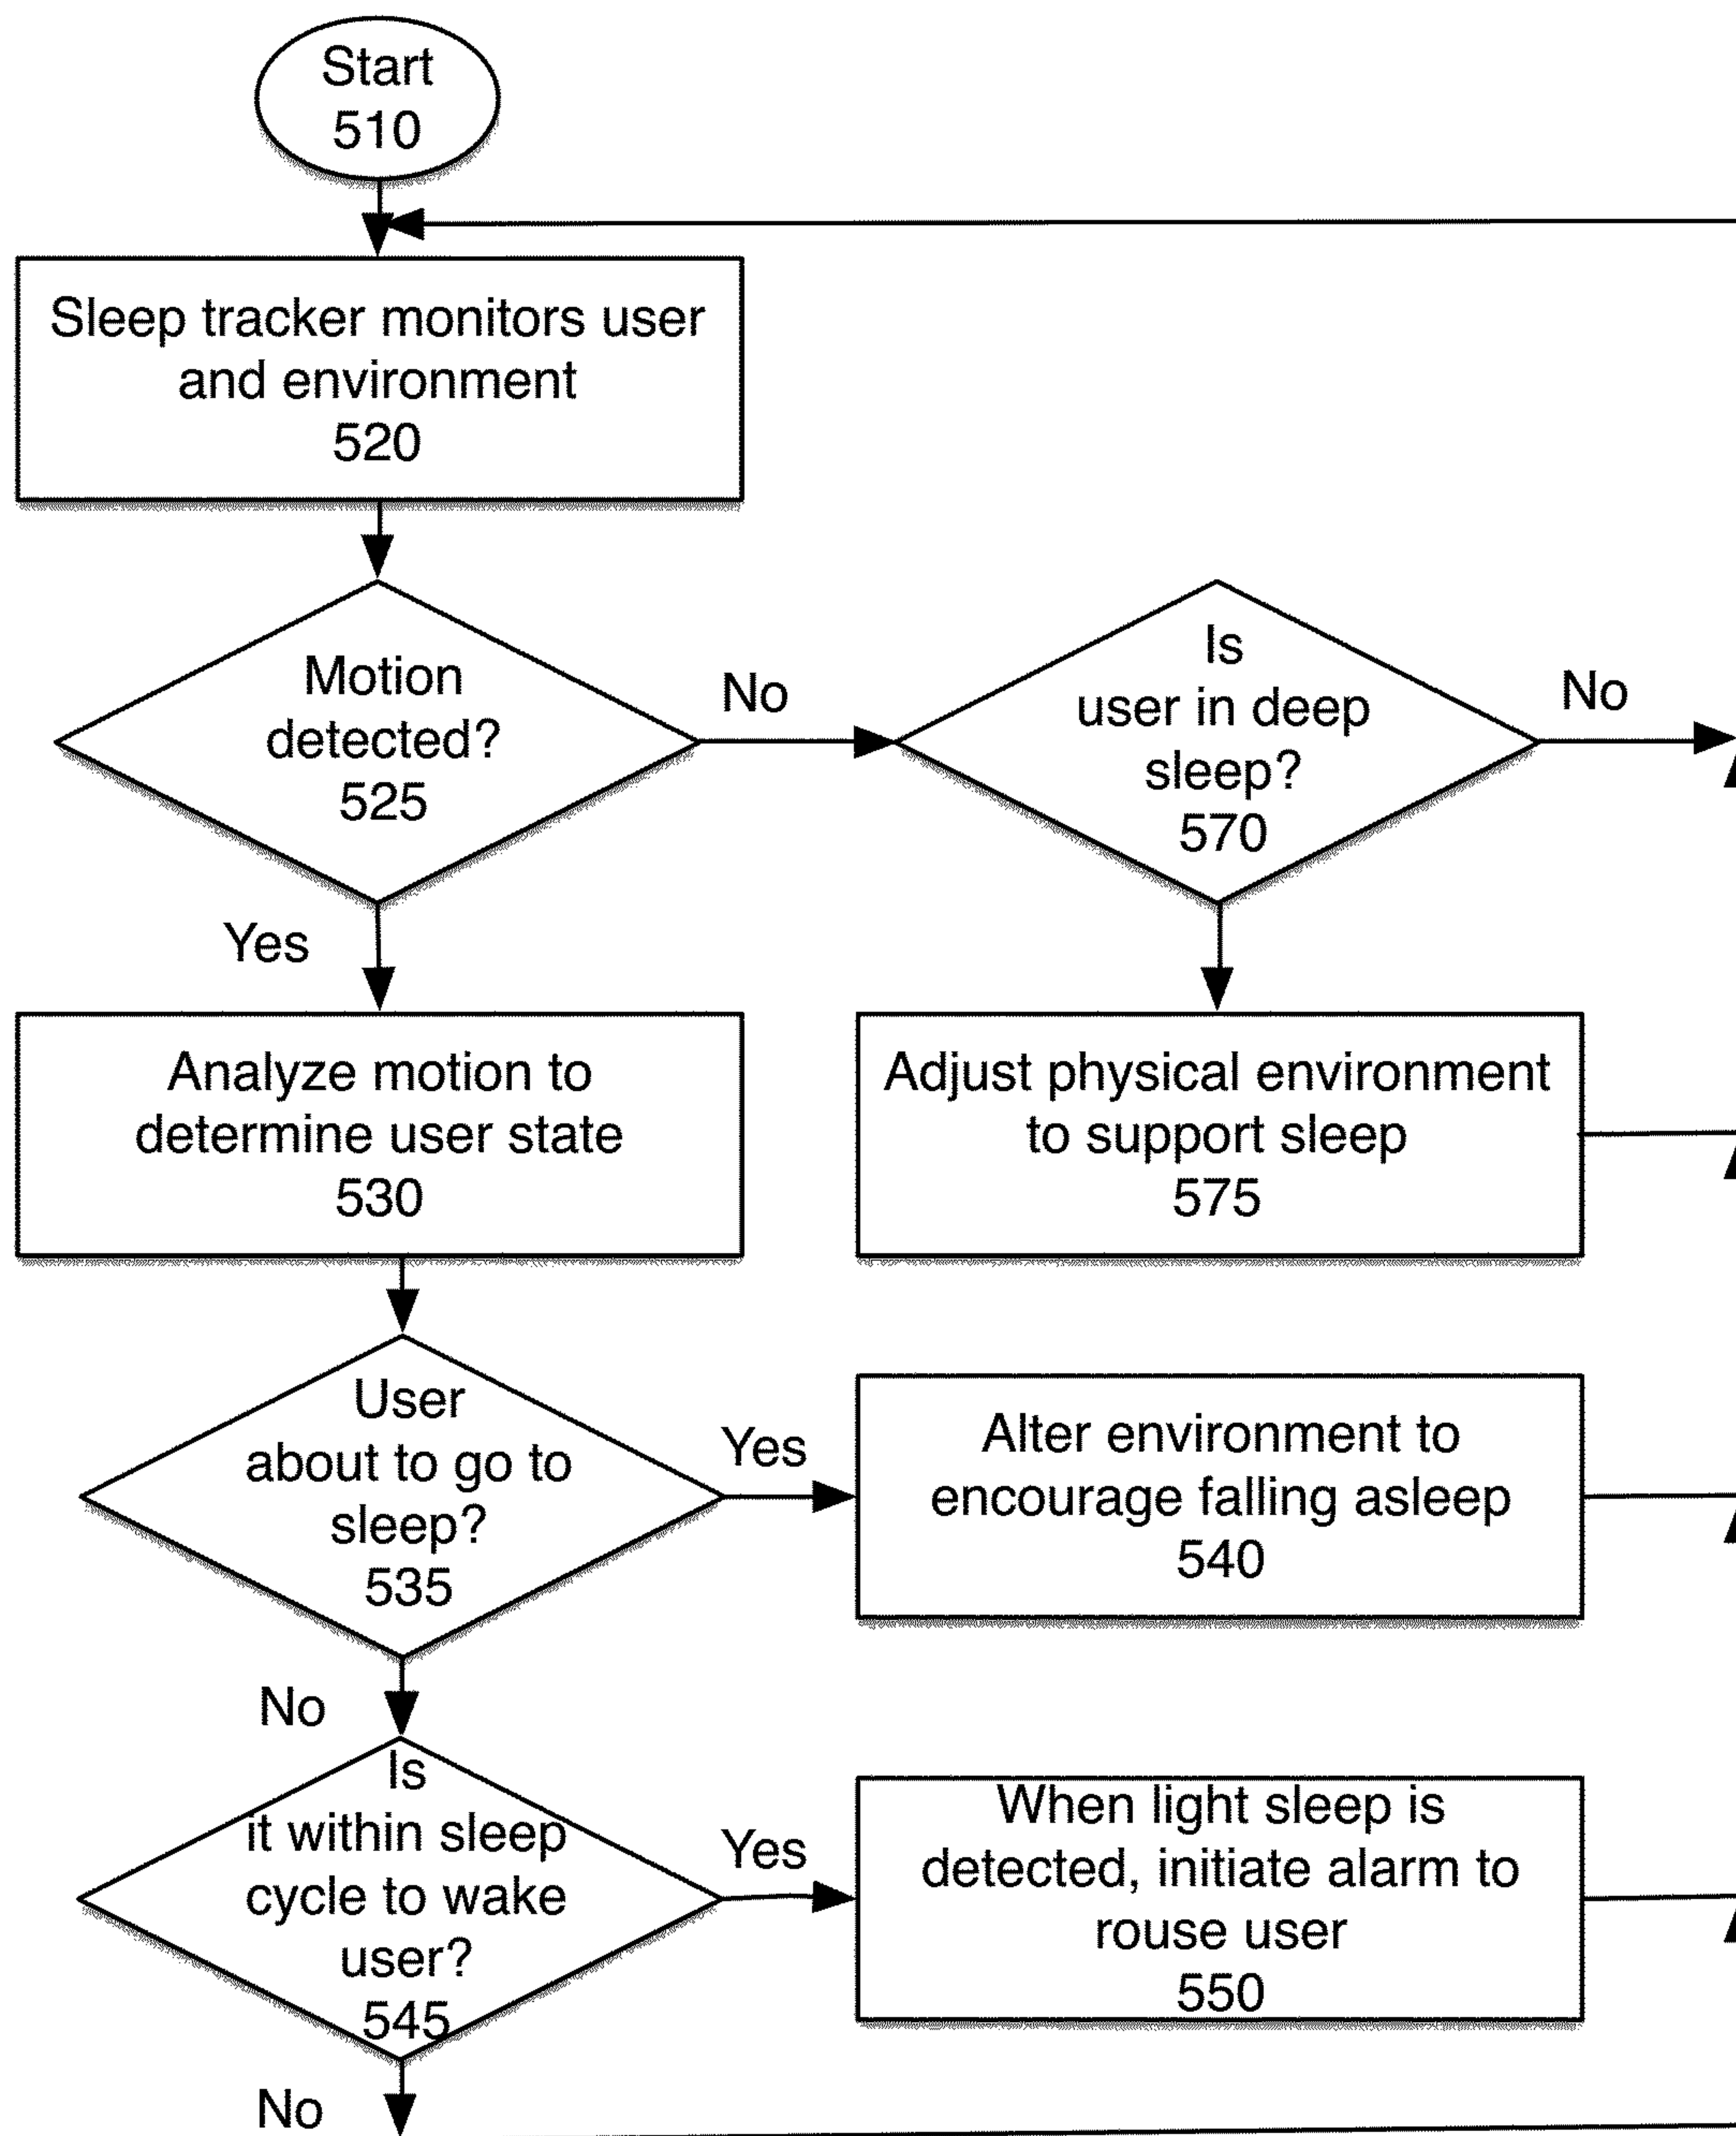 Start
510
Sleep tracker monitors user
and environment
520
Motion
detected?
525
No
Is
user in deep
sleep?
570
No
Yes
Analyze motion to
determine user state
530
Adjust physical environment
to support sleep
575
User
about to go to
sleep?
535
Yes
Alter environment to
encourage falling asleep
540
No
Is
it within sleep
cycle to wake
user?
545
Yes
When light sleep is
detected, initiate alarm to
rouse user
550
No